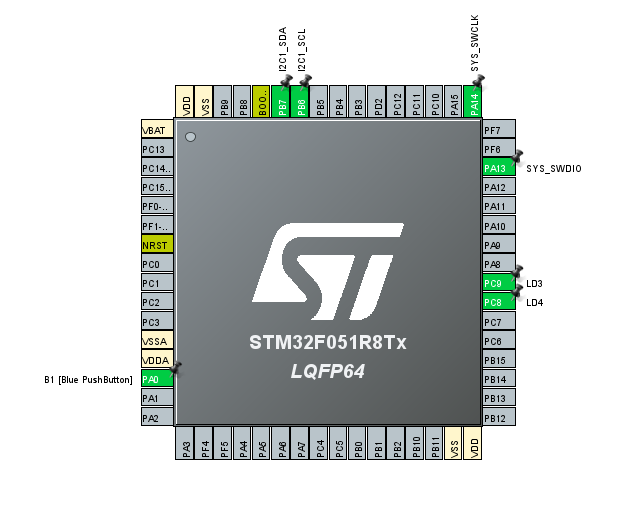 I2C1_SDA
I2C1_SCL
SYS_SWCLK
VDD
VSS
PB9
PB8
BOO..
PB7
PB6
PB5
PB4
PB3
PD2
PC12
PC11
PC10
PA15
PA14..
VBAT
PC13
PC14..
PC15..
PF0-..
PF1-..
NRST
PC0
PC1
PC2
PC3
VSSA
VDDA
B1 [Blue PushButton] PA0
PA1
PA2
STM32F051R8Tx
LQFP64
PF7
PF6
PA13 SYS_SWDIO
PA12
PA11
PA10
PA9
PA8
PC9 LD3
PC8 LD4
PC7
PC6
PB15
PB14
PB13
PB12
PA3
PF4
PF5
PA4
PA5
PA6
PA7
PC4
PC5
PB0
PB1
PB2
PB10
PB11
VSS
VDD